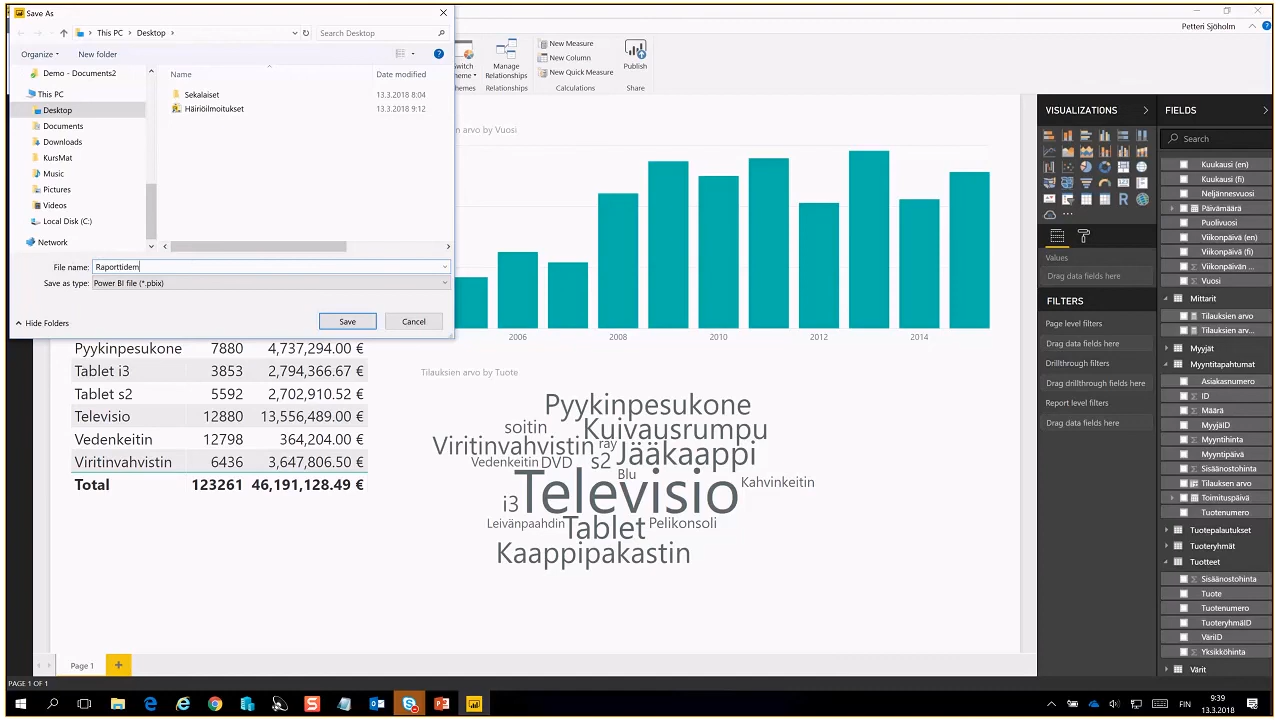 Save As
Petteri Sjöholm
This PC
Desktop
Search Desktop
Organize
New folder
Name
Date modified
Demo - Documents2
This PC
Desktop
Documents
Downloads
KursMat
Music
Pictures
Videos
Local Disk (C:)
Network
Sekalaiset
13.3.2018 8:04
Häiriöilmoitukset
13.3.2018 9:12
File name:
Raporttidem
Save as type:
Power BI file (*.pbix)
Hide Folders
Save
Cancel
Manage
Relationships
Relationships
New Measure
New Column
New Quick Measure
Calculations
Publish
Share
arvo by Vuosi
2006
2008
2010
2012
2014
Pyykinpesukone 7880 4,737,294.00 €
Tablet i3 3853 2,794,366.67 €
Tablet s2 5592 2,702,910.52 €
Televisio 12880 13,556,489.00 €
Vedenkeitin 12798 364,204.00 €
Viritinvahvistin 6436 3,647,806.50 €
Total 123261 46,191,128.49 €
Tilauksien arvo by Tuote
Pyykinpesukone
soitin
Kuivausrumpu
Viritinvahvistin
ray
Jääkaappi
Vedenkeitin
DVD
s2
Blu
Kahvinkeitin
i3
Televisio
Leivänpaahdin
Tablet
Pelikonsoli
Kaappipakastin
VISUALIZATIONS
Values
Drag data fields here
FILTERS
Page level filters
Drag data fields here
Drillthrough filters
Drag drillthrough fields here
Report level filters
Drag data fields here
FIELDS
Search
Kuukausi (en)
Kuukausi (fi)
Neljännesvuosi
Päivämäärä
Puolivuosi
Viikonpäivä (en)
Viikonpäivä (fi)
Viikonpäivän ...
Vuosi
Mittarit
Tilauksien arvo
Tilauksien arv...
Myyjät
Myyntitapahtumat
Asiakasnumero
ID
Määrä
MyyjäID
Myyntihinta
Myyntipäivä
Sisäänostohinta
Tilauksen arvo
Toimituspäivä
Tuotenumero
Tuotepalautukset
Tuoteryhmät
Tuotteet
Sisäänostohinta
Tuote
Tuotenumero
TuoteryhmäID
VäriID
Yksikköhinta
Värit
Page 1
PAGE 1 OF 1
FIN
9:39
13.3.2018